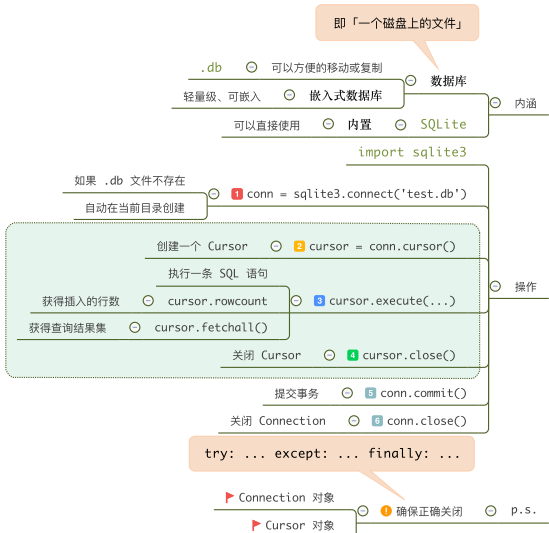 即「一个磁盘上的文件」
.db
可以方便的移动或复制
数据库
轻量级、可嵌入
嵌入式数据库
内涵
可以直接使用
内置
SQLite
import sqlite3
如果 .db 文件不存在
自动在当前目录创建
1 conn = sqlite3.connect('test.db')
创建一个 Cursor
2 cursor = conn.cursor()
执行一条 SQL 语句
获得插入的行数
cursor.rowcount
3 cursor.execute(...)
操作
获得查询结果集
cursor.fetchall()
关闭 Cursor
4 cursor.close()
提交事务
5 conn.commit()
关闭 Connection
6 conn.close()
try: ... except: ... finally: ...
Connection 对象
! 确保正确关闭
p.s.
Cursor 对象